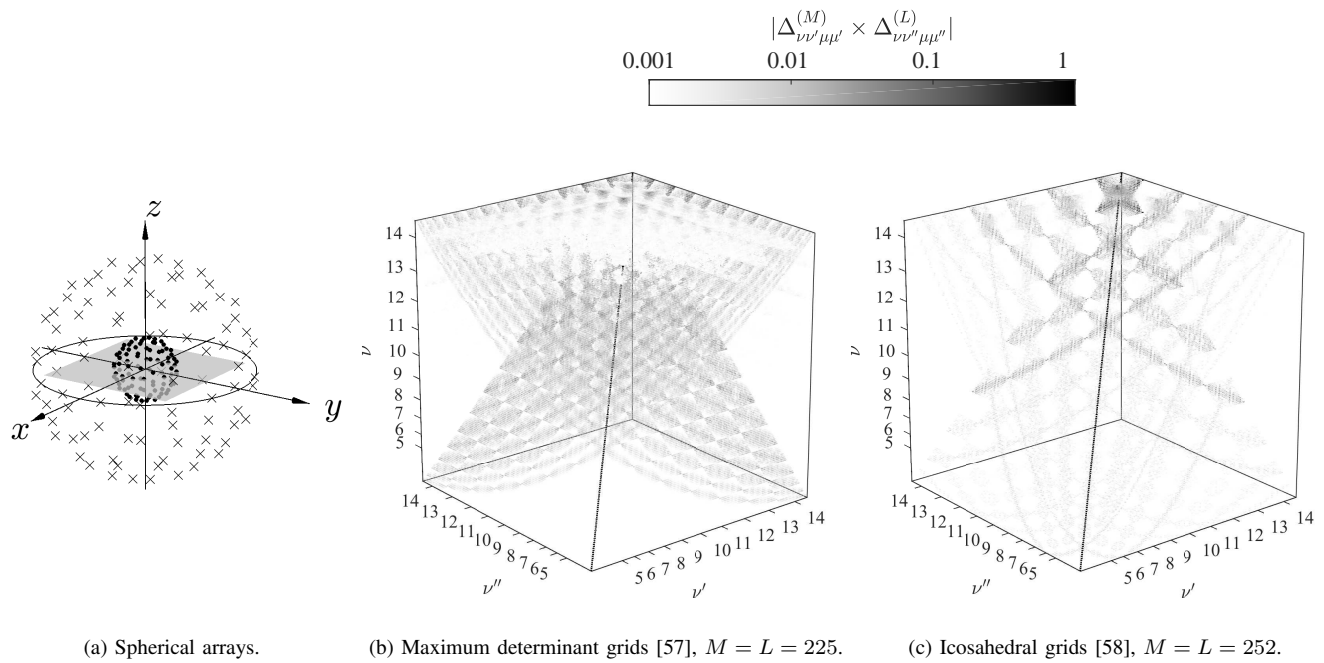 |Δ^{(M)}_{νν′μμ′} × Δ^{(L)}_{νν″μμ″}|
0.001 0.01 0.1 1
z
y
x
14
13
12
11
10
9
8
7
6
5
ν
14 13 12 11 10 9 8 7 6 5
ν″
5 6 7 8 9 10 11 12 13 14
ν′
14
13
12
11
10
9
8
7
6
5
ν
14 13 12 11 10 9 8 7 6 5
ν″
5 6 7 8 9 10 11 12 13 14
ν′
(a) Spherical arrays.
(b) Maximum determinant grids [57], M = L = 225.
(c) Icosahedral grids [58], M = L = 252.